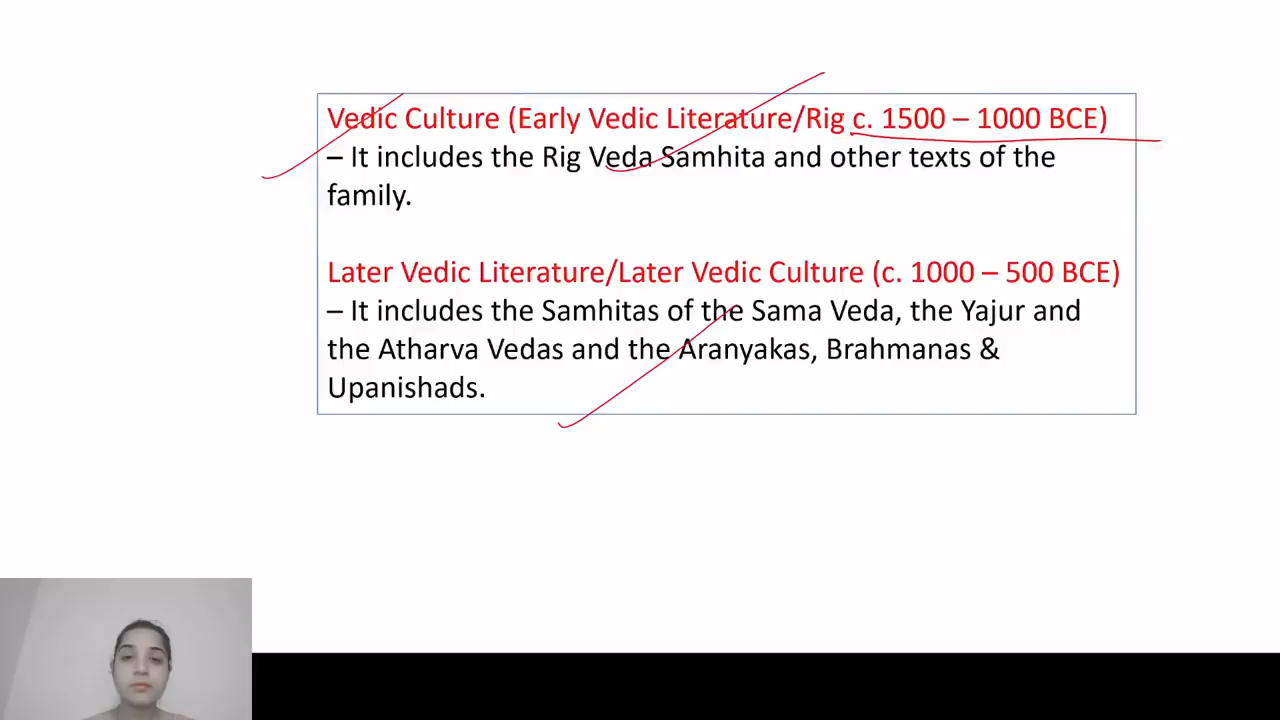 Vedic Culture (Early Vedic Literature/Rig c. 1500 – 1000 BCE)
– It includes the Rig Veda Samhita and other texts of the
family.
Later Vedic Literature/Later Vedic Culture (c. 1000 – 500 BCE)
– It includes the Samhitas of the Sama Veda, the Yajur and
the Atharva Vedas and the Aranyakas, Brahmanas &
Upanishads.